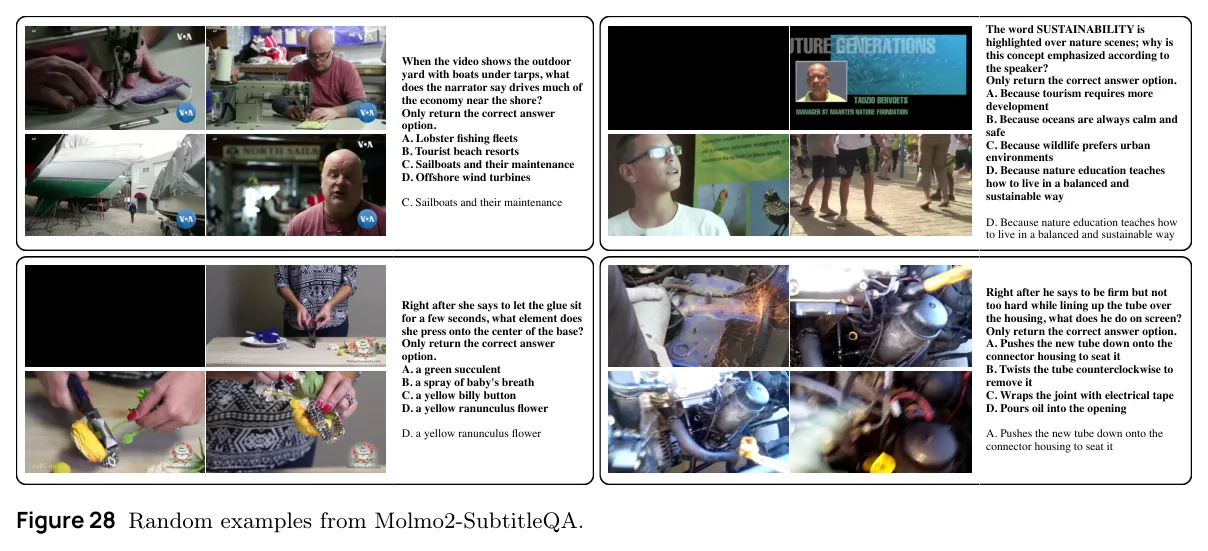 VOA
VOA
VOA
NORTH SAILS
VOA
When the video shows the outdoor
yard with boats under tarps, what
does the narrator say drives much of
the economy near the shore?
Only return the correct answer
option.
A. Lobster fishing fleets
B. Tourist beach resorts
C. Sailboats and their maintenance
D. Offshore wind turbines
C. Sailboats and their maintenance
UTURE GENERATIONS
TADZIO BERVOETS
MANAGER ST MAARTEN NATURE FOUNDATION
The word SUSTAINABILITY is
highlighted over nature scenes; why is
this concept emphasized according to
the speaker?
Only return the correct answer option.
A. Because tourism requires more
development
B. Because oceans are always calm and
safe
C. Because wildlife prefers urban
environments
D. Because nature education teaches
how to live in a balanced and
sustainable way
D. Because nature education teaches how
to live in a balanced and sustainable way
Right after she says to let the glue sit
for a few seconds, what element does
she press onto the center of the base?
Only return the correct answer
option.
A. a green succulent
B. a spray of baby's breath
C. a yellow billy button
D. a yellow ranunculus flower
D. a yellow ranunculus flower
Right after he says to be firm but not
too hard while lining up the tube over
the housing, what does he do on screen?
Only return the correct answer option.
A. Pushes the new tube down onto the
connector housing to seat it
B. Twists the tube counterclockwise to
remove it
C. Wraps the joint with electrical tape
D. Pours oil into the opening
A. Pushes the new tube down onto the
connector housing to seat it
Figure 28 Random examples from Molmo2-SubtitleQA.